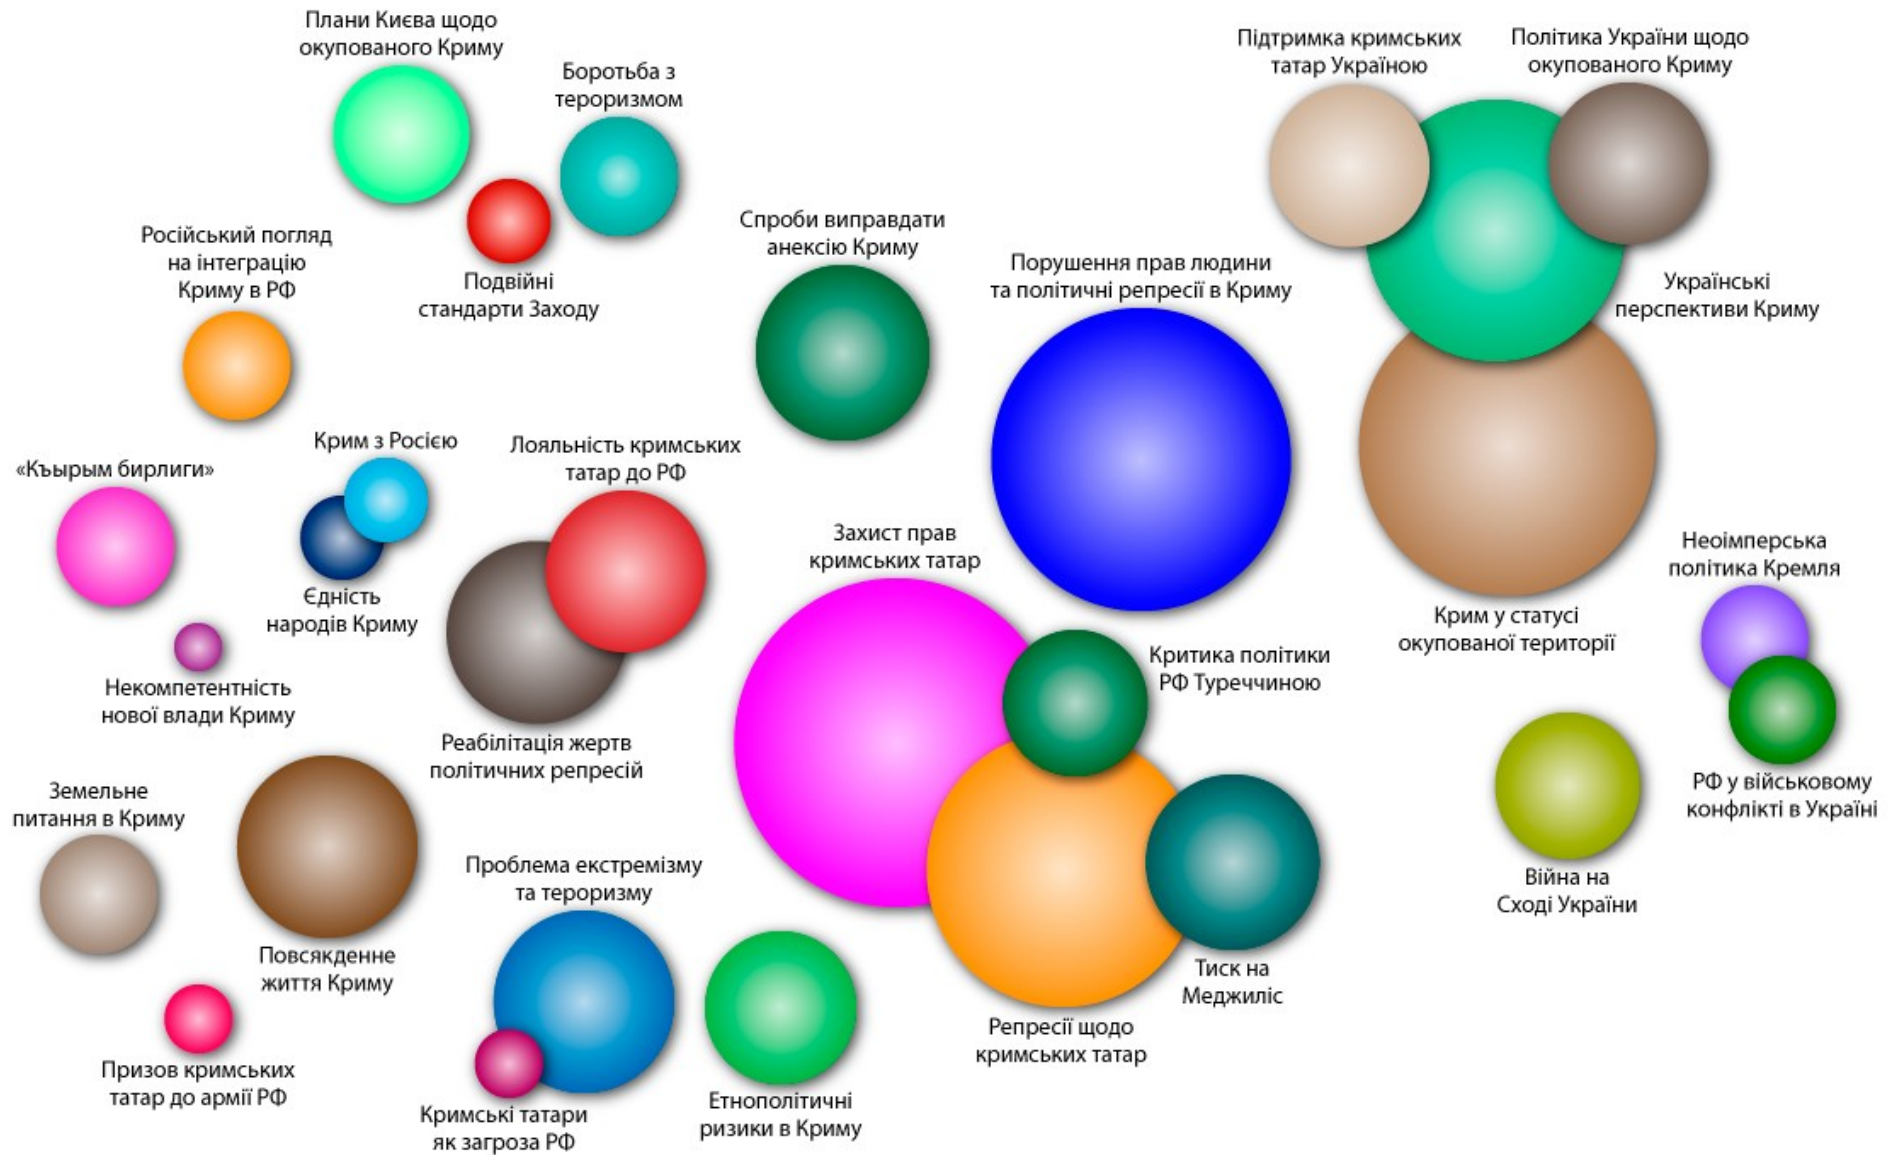 Плани Києва щодо
окупованого Криму
Боротьба з
тероризмом
Підтримка кримських
татар Україною
Політика України щодо
окупованого Криму
Російський погляд
на інтеграцію
Криму в РФ
Подвійні
стандарти Заходу
Спроби виправдати
анексію Криму
Порушення прав людини
та політичні репресії в Криму
Українські
перспективи Криму
«Къырым бирлиги»
Крим з Росією
Лояльність кримських
татар до РФ
Захист прав
кримських татар
Неоімперська
політика Кремля
Єдність
народів Криму
Крим у статусі
окупованої території
Критика політики
РФ Туреччиною
Некомпетентність
нової влади Криму
Реабілітація жертв
політичних репресій
РФ у військовому
конфлікті в Україні
Земельне
питання в Криму
Проблема екстремізму
та тероризму
Війна на
Сході України
Повсякденне
життя Криму
Тиск на
Меджиліс
Репресії щодо
кримських татар
Призов кримських
татар до армії РФ
Кримські татари
як загроза РФ
Етнополітичні
ризики в Криму